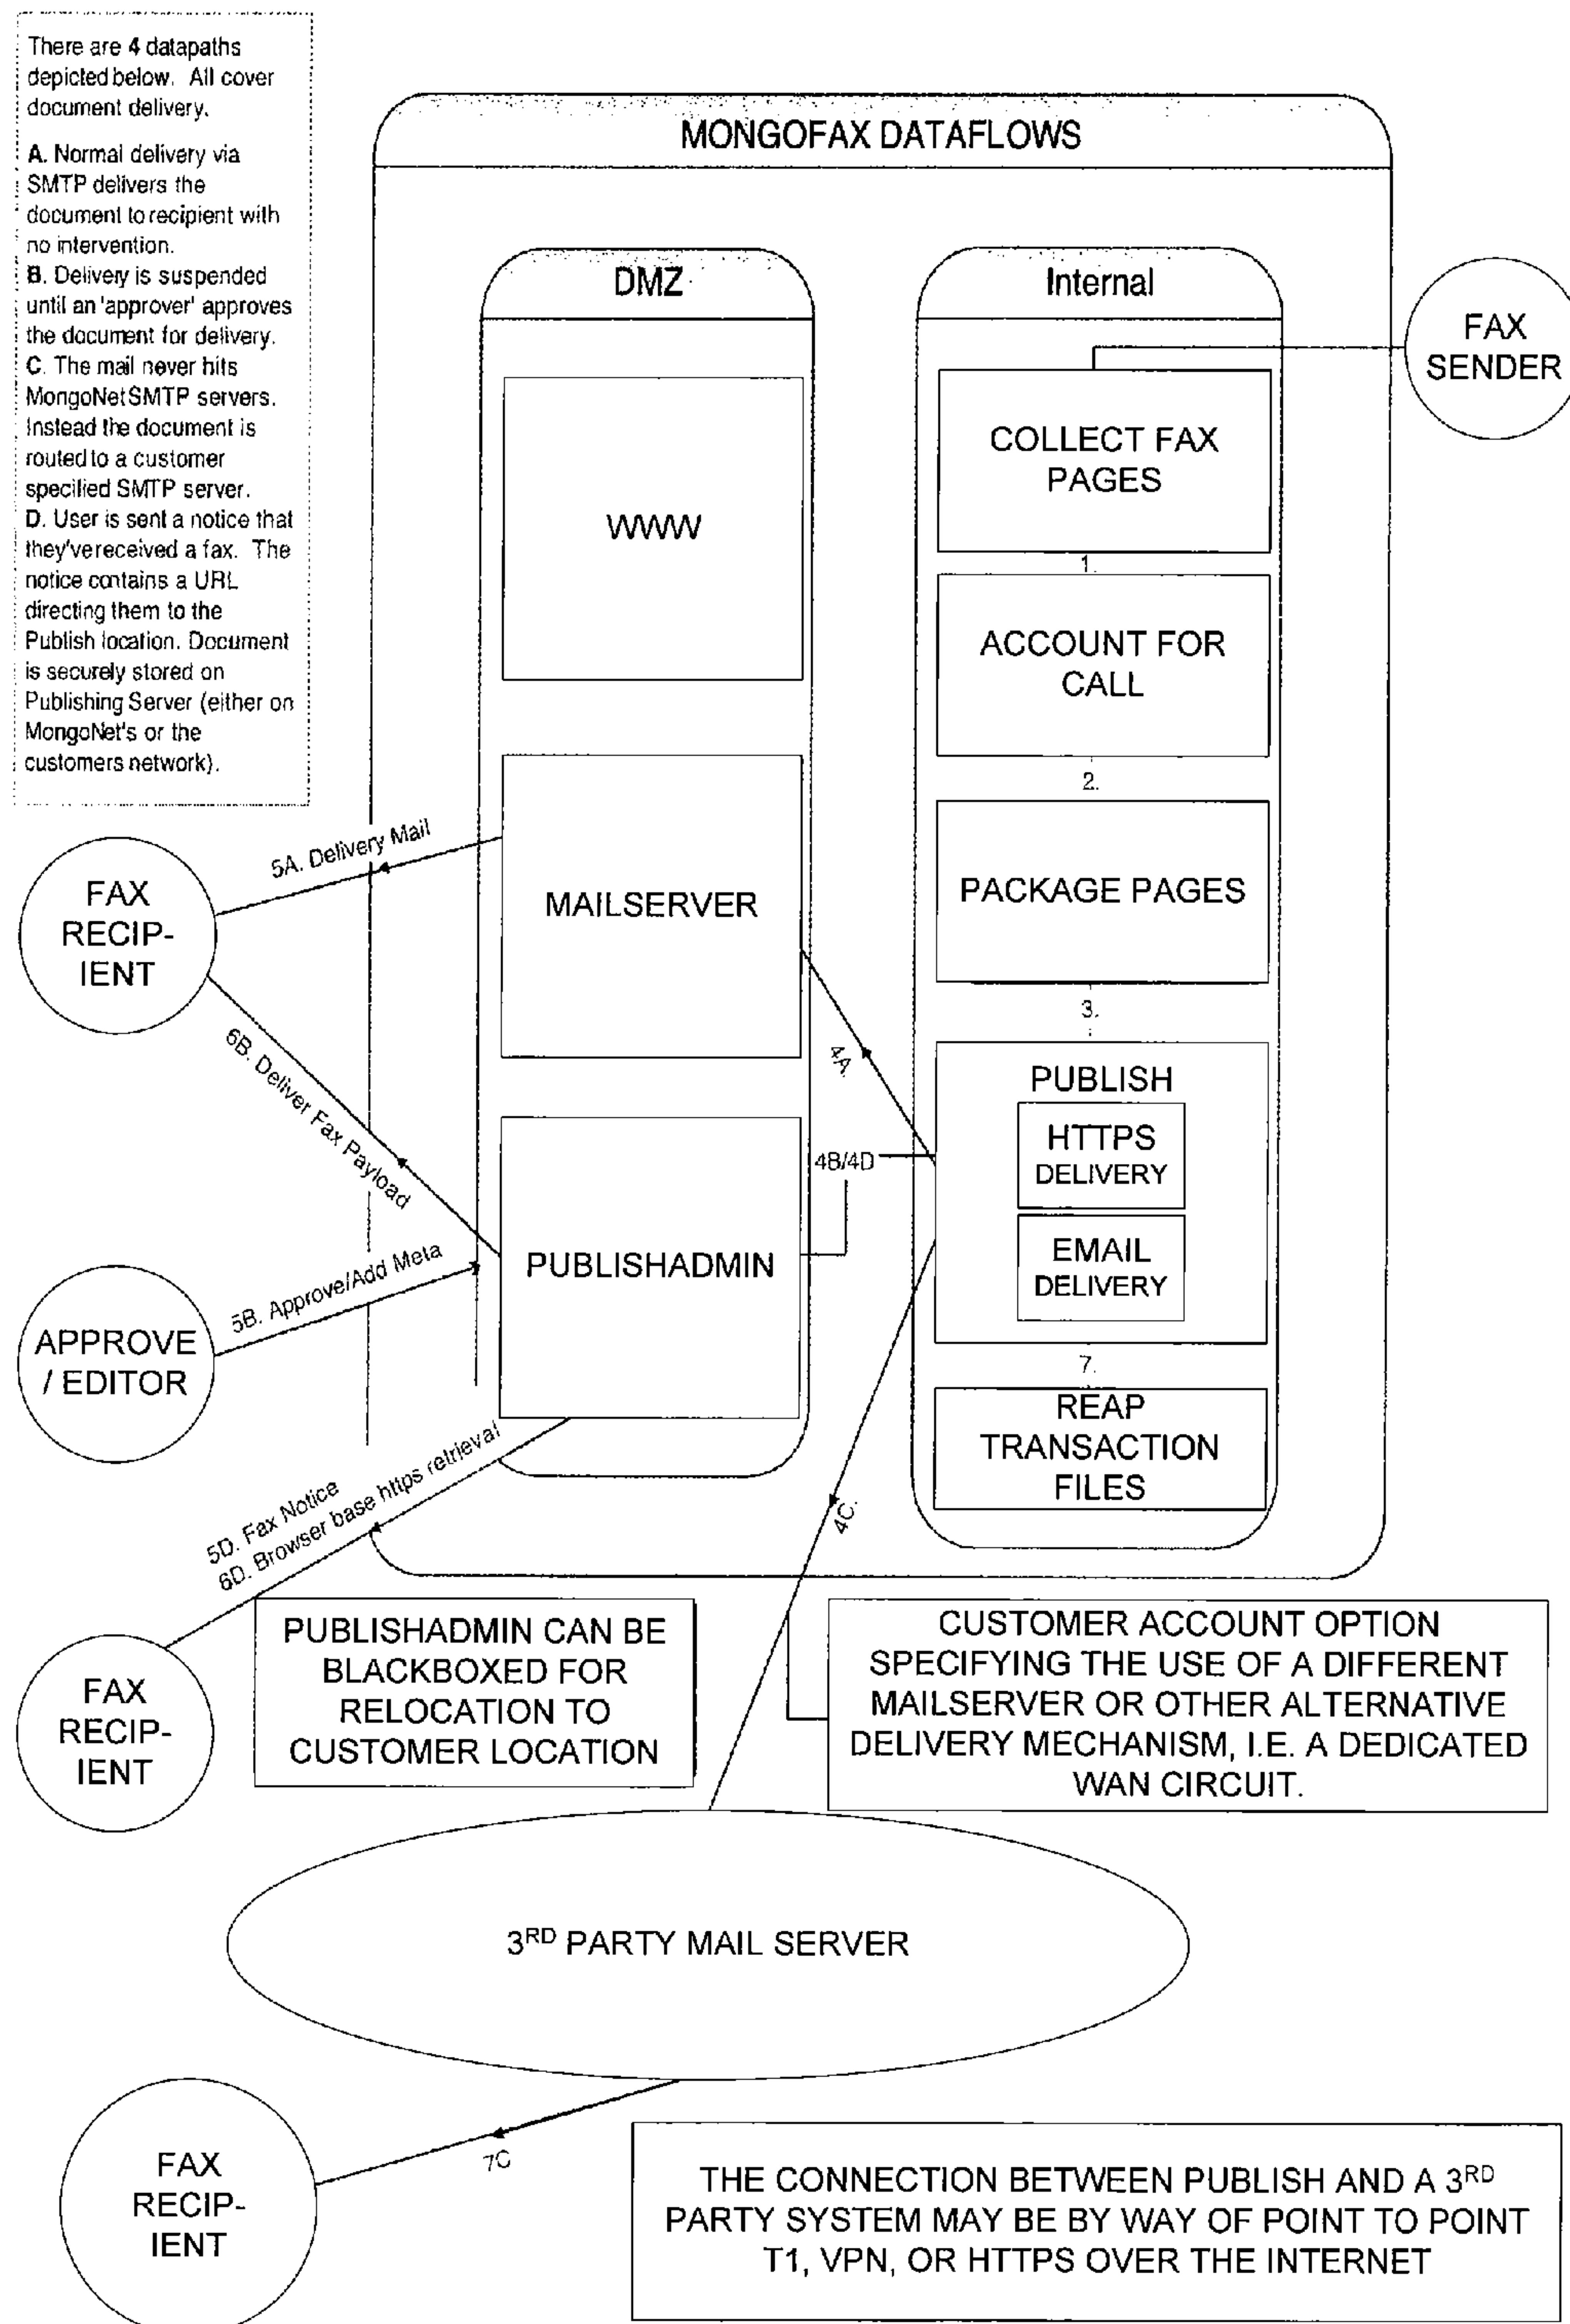 There are 4 datapaths
depicted below. All cover
document delivery.
A. Normal delivery via
SMTP delivers the
document to recipient with
no intervention.
B. Delivery is suspended
until an 'approver' approves
the document for delivery.
C. The mail never hits
MongoNet SMTP servers.
Instead the document is
routed to a customer
specified SMTP server.
D. User is sent a notice that
they've received a fax. The
notice contains a URL
directing them to the
Publish location. Document
is securely stored on
Publishing Server (either on
MongoNet's or the
customers network).
MONGOFAX DATAFLOWS
DMZ
Internal
FAX
SENDER
WWW
COLLECT FAX
PAGES
1.
ACCOUNT FOR
CALL
2.
MAILSERVER
PACKAGE PAGES
3.
5A. Delivery Mail
FAX
RECIP-
IENT
6B. Deliver Fax Payload
4A.
PUBLISH
HTTPS
DELIVERY
EMAIL
DELIVERY
4B/4D
PUBLISHADMIN
5B. Approve/Add Meta
APPROVE
/ EDITOR
7.
REAP
TRANSACTION
FILES
4C.
5D. Fax Notice
6D. Browser base https retrieval
FAX
RECIP-
IENT
PUBLISHADMIN CAN BE
BLACKBOXED FOR
RELOCATION TO
CUSTOMER LOCATION
CUSTOMER ACCOUNT OPTION
SPECIFYING THE USE OF A DIFFERENT
MAILSERVER OR OTHER ALTERNATIVE
DELIVERY MECHANISM, I.E. A DEDICATED
WAN CIRCUIT.
3RD PARTY MAIL SERVER
7C
FAX
RECIP-
IENT
THE CONNECTION BETWEEN PUBLISH AND A 3RD
PARTY SYSTEM MAY BE BY WAY OF POINT TO POINT
T1, VPN, OR HTTPS OVER THE INTERNET